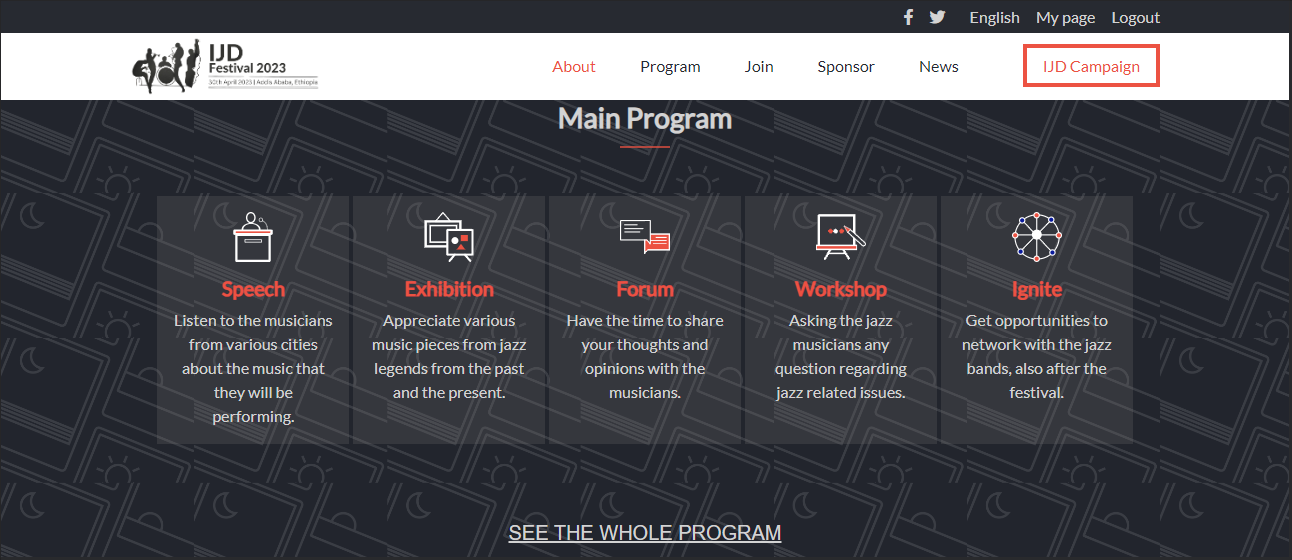 English My page Logout
IJD
Festival 2023
30th April 2023 | Addis Ababa, Ethiopia
About Program Join Sponsor News IJD Campaign
Main Program
Speech
Listen to the musicians
from various cities
about the music that
they will be
performing.
Exhibition
Appreciate various
music pieces from jazz
legends from the past
and the present.
Forum
Have the time to share
your thoughts and
opinions with the
musicians.
Workshop
Asking the jazz
musicians any
question regarding
jazz related issues.
Ignite
Get opportunities to
network with the jazz
bands, also after the
festival.
SEE THE WHOLE PROGRAM